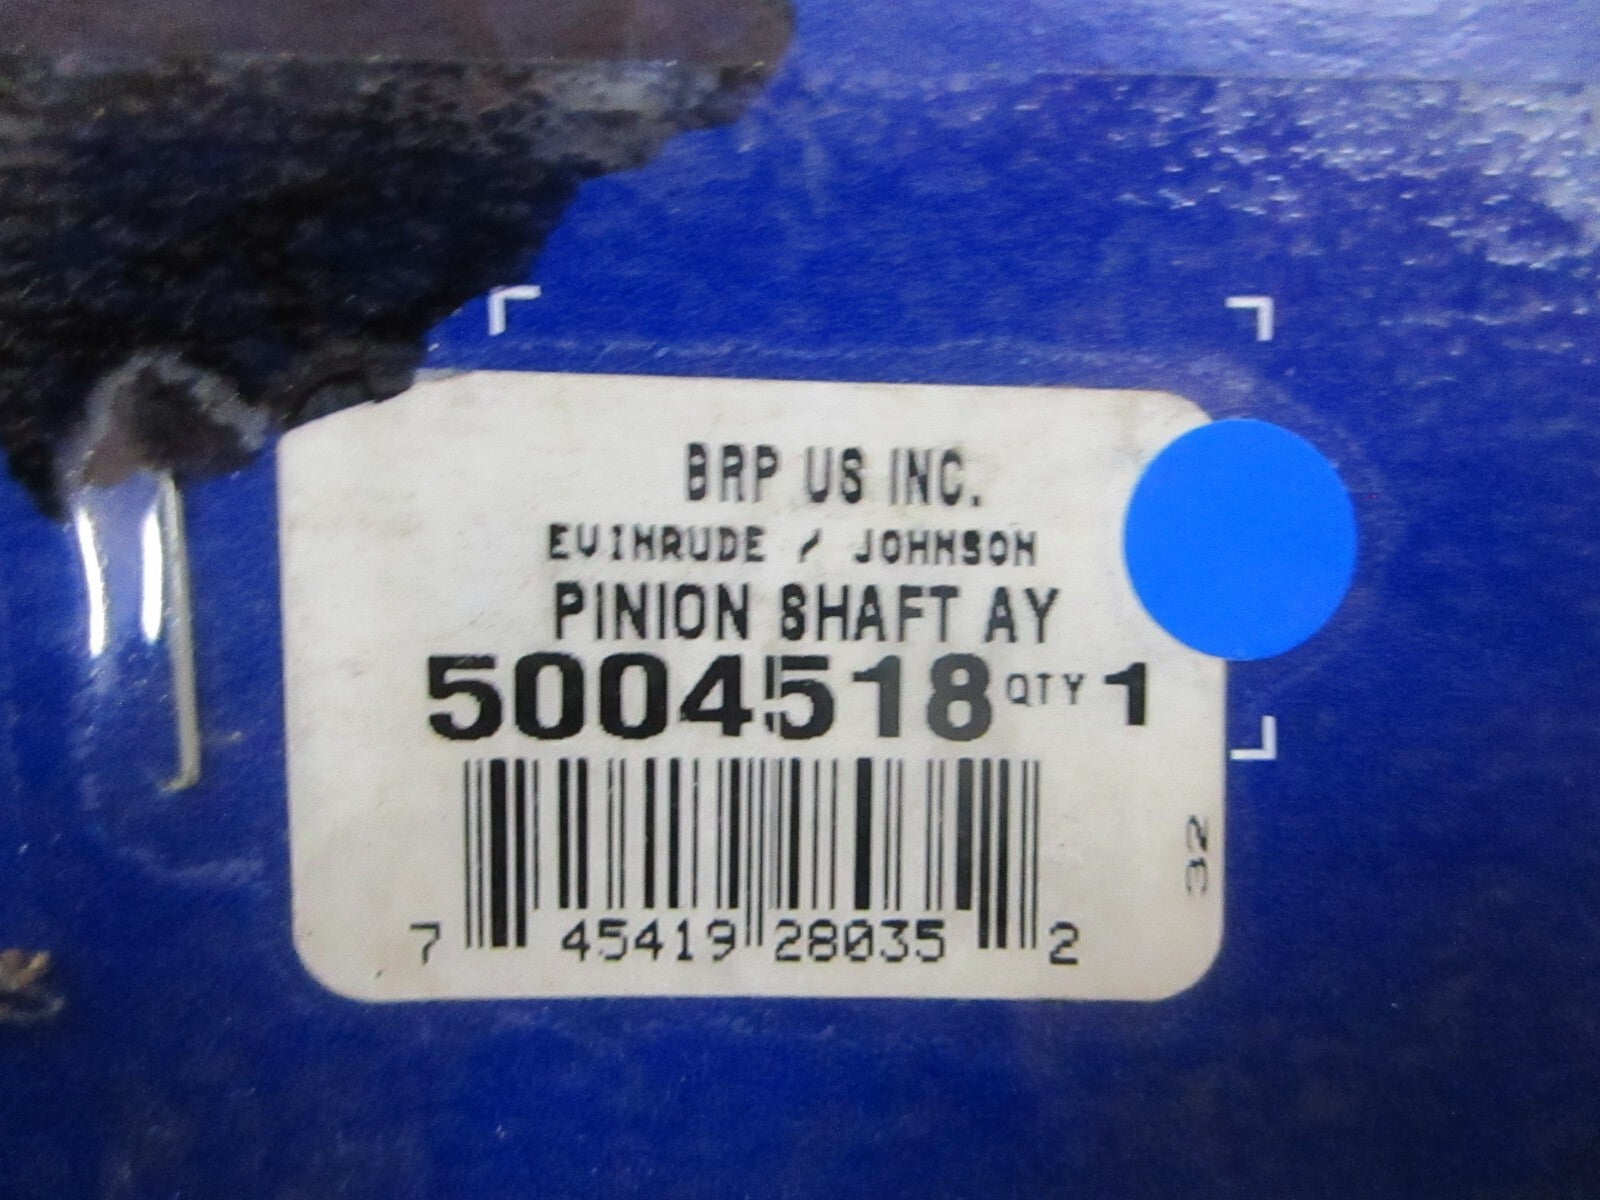 BRP US INC.
EVINRUDE / JOHNSON
PINION SHAFT AY
5004518 QTY 1
32
7 45419 28035 2